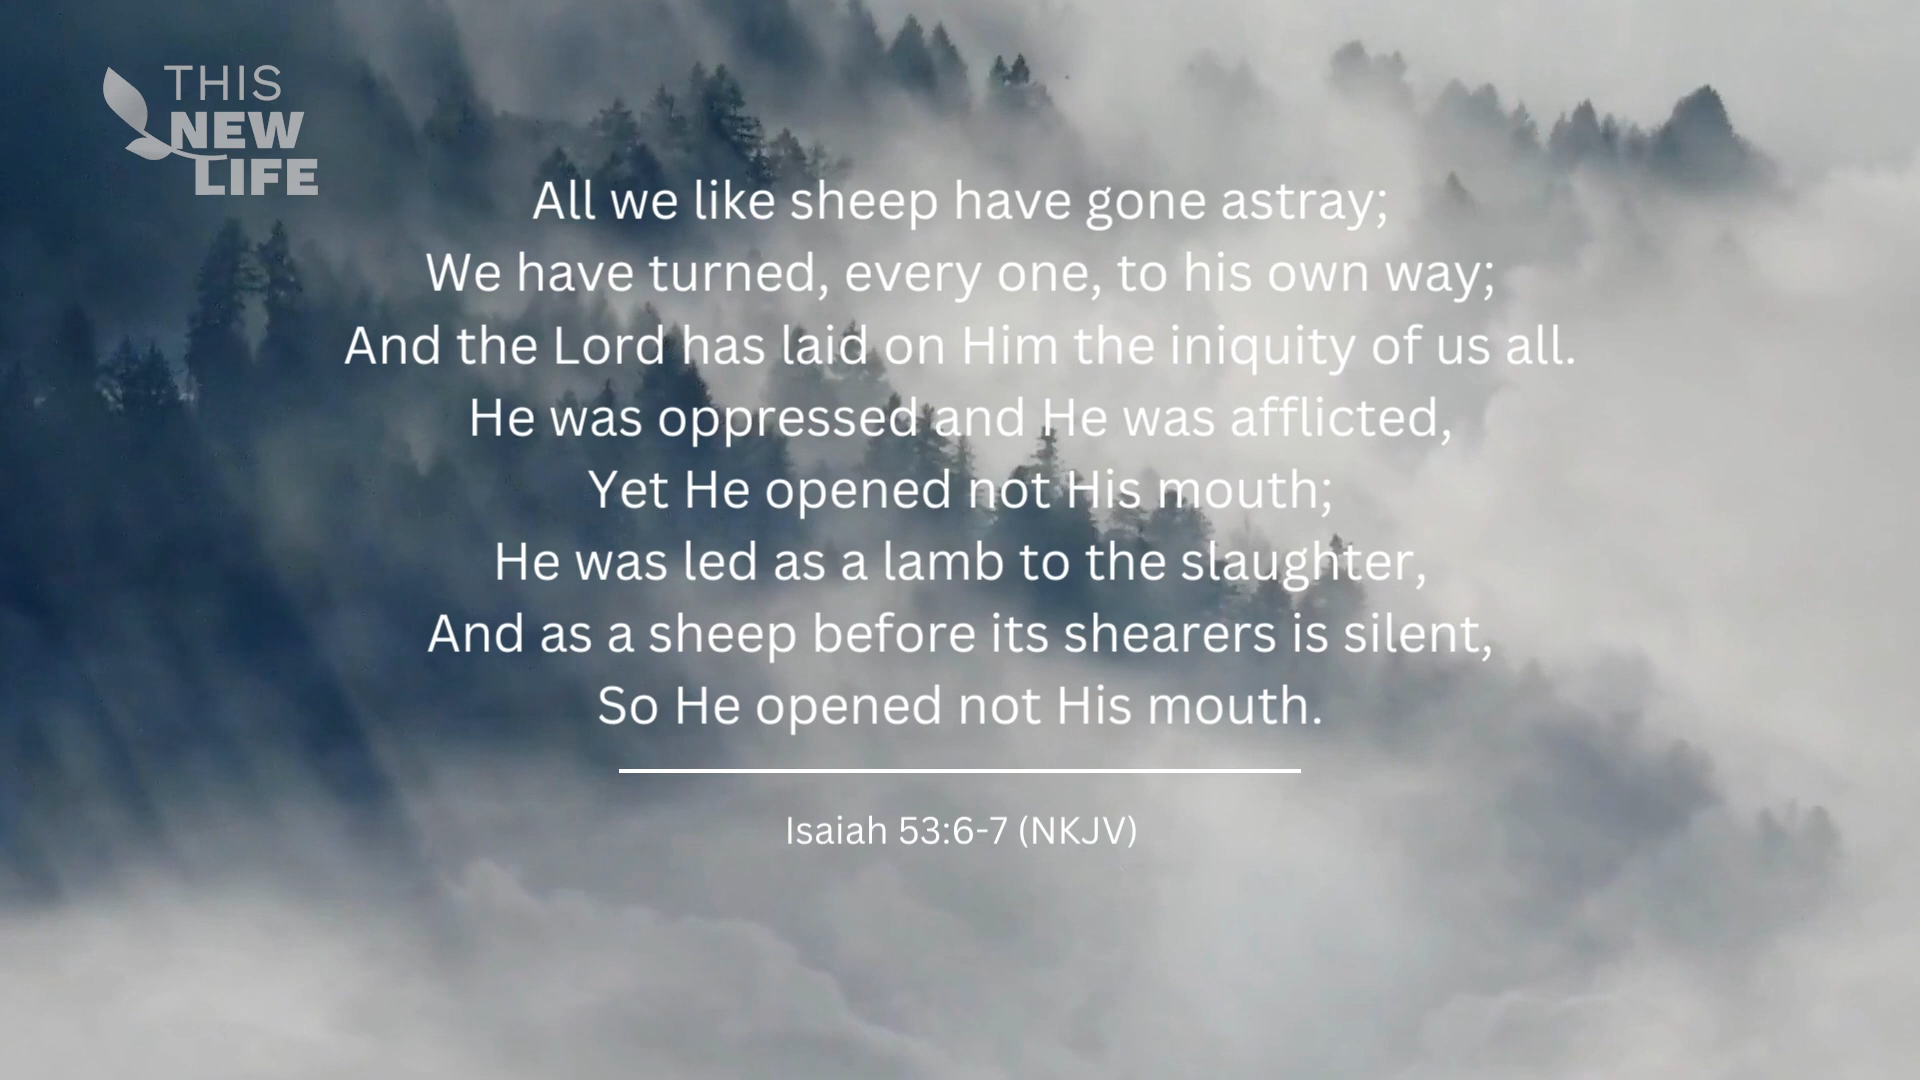 THIS
NEW
LIFE
All we like sheep have gone astray;
We have turned, every one, to his own way;
And the Lord has laid on Him the iniquity of us all.
He was oppressed and He was afflicted,
Yet He opened not His mouth;
He was led as a lamb to the slaughter,
And as a sheep before its shearers is silent,
So He opened not His mouth.
Isaiah 53:6-7 (NKJV)